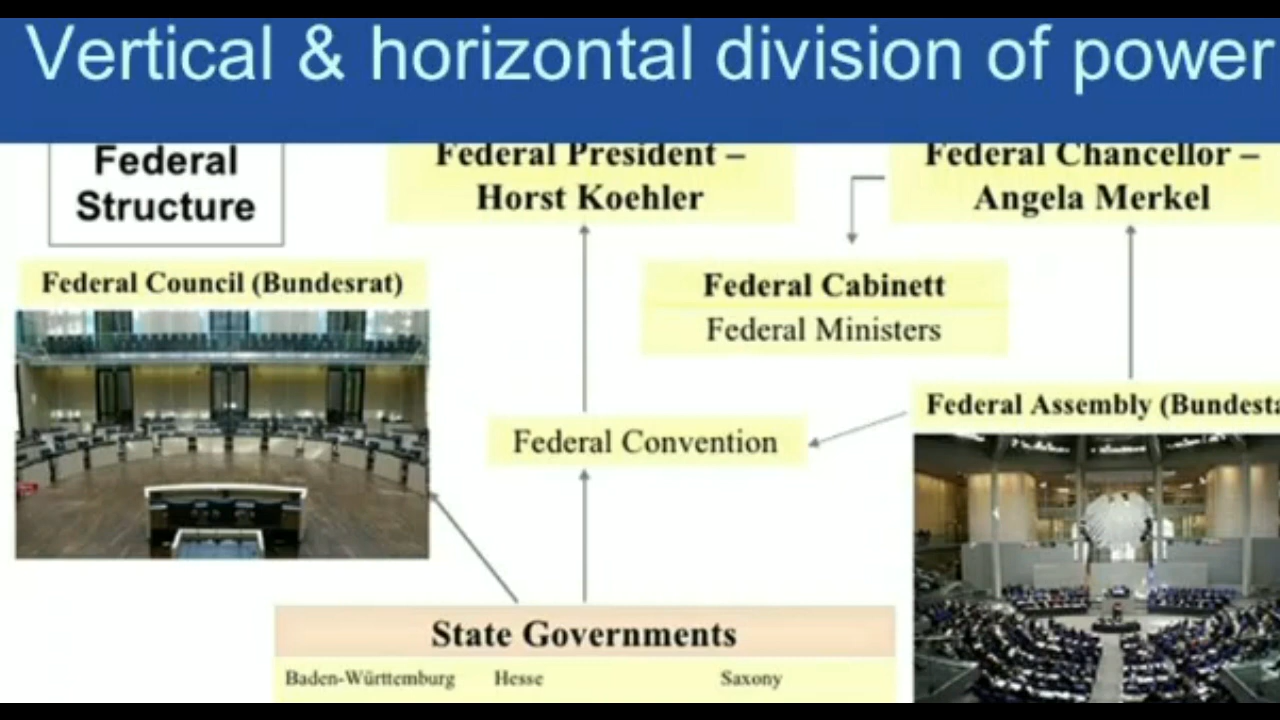 Vertical & horizontal division of power
Federal
Structure
Federal President –
Horst Koehler
Federal Chancellor –
Angela Merkel
Federal Council (Bundesrat)
Federal Cabinett
Federal Ministers
Federal Convention
Federal Assembly (Bundesta
State Governments
Baden-Württemburg Hesse Saxony